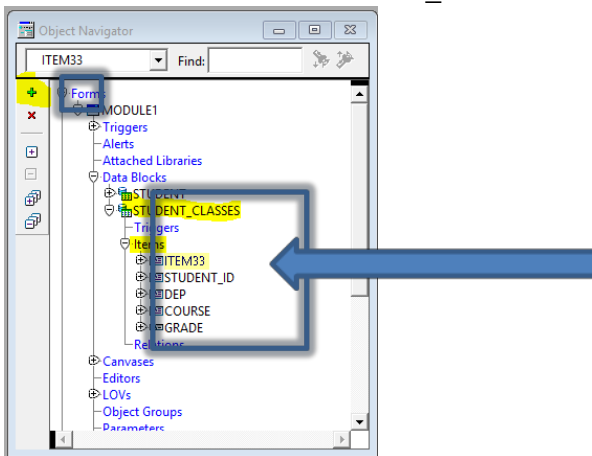 Object Navigator
ITEM33 Find:
Forms
MODULE1
Triggers
Alerts
Attached Libraries
Data Blocks
STUDENT
STUDENT_CLASSES
Triggers
Items
ITEM33
STUDENT_ID
DEP
COURSE
GRADE
Relations
Canvases
Editors
LOVs
Object Groups
Parameters